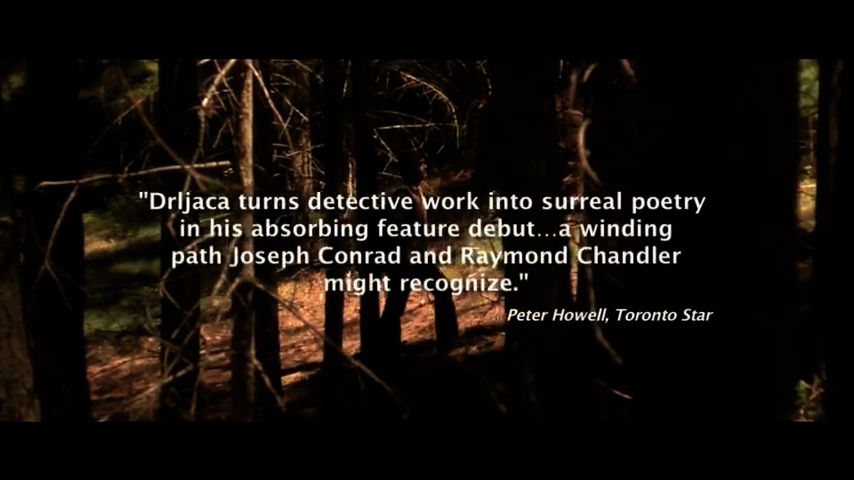 "Drljaca turns detective work into surreal poetry
in his absorbing feature debut...a winding
path Joseph Conrad and Raymond Chandler
might recognize."
Peter Howell, Toronto Star